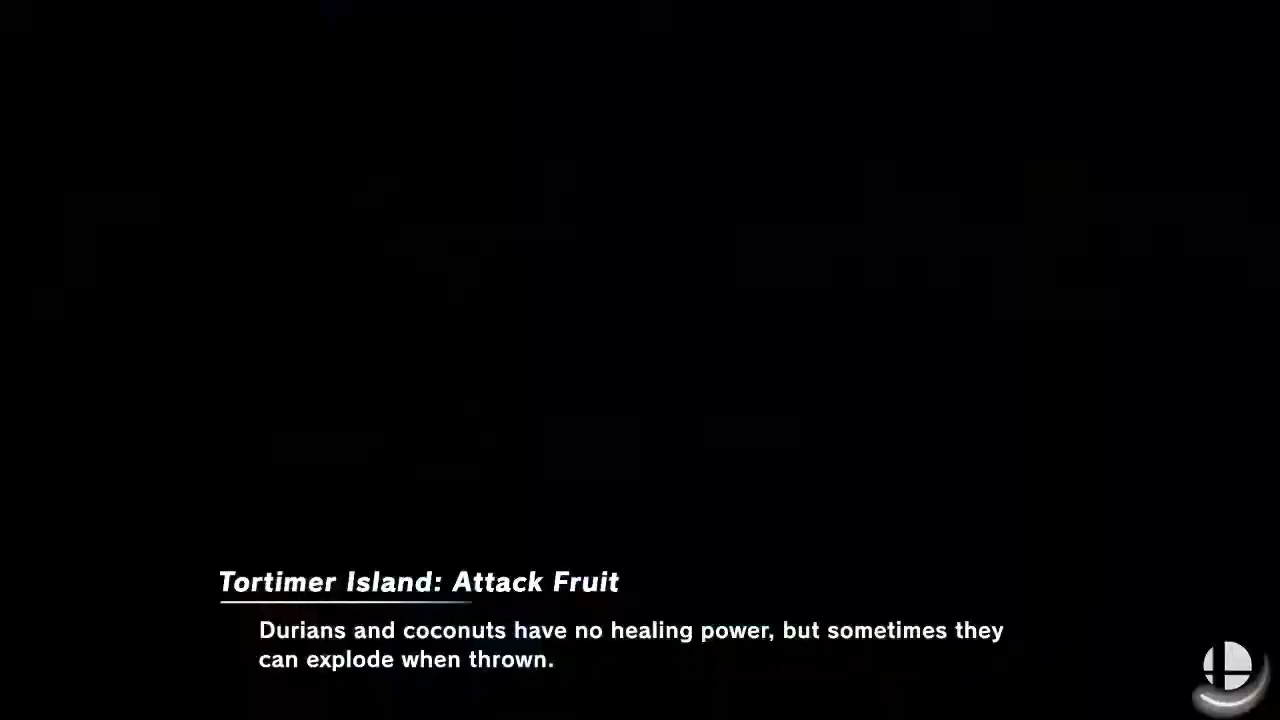 Tortimer Island: Attack Fruit
Durians and coconuts have no healing power, but sometimes they
can explode when thrown.